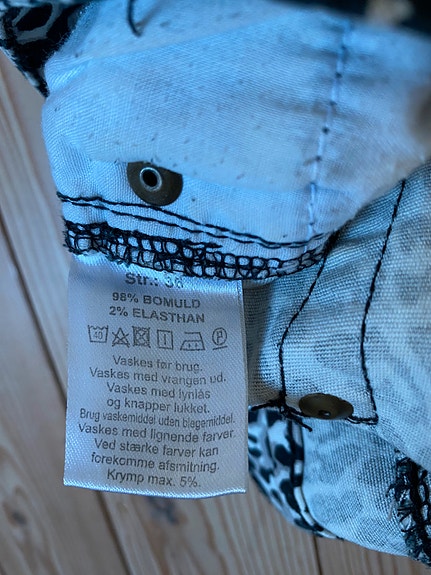 Str.: 36
98% BOMULD
2% ELASTHAN
40
Vaskes før brug.
Vaskes med vrangen ud.
Vaskes med lynlås
og knapper lukket.
Brug vaskemiddel uden blegemiddel.
Vaskes med lignende farver.
Ved stærke farver kan
forekomme afsmitning.
Krymp max. 5%.